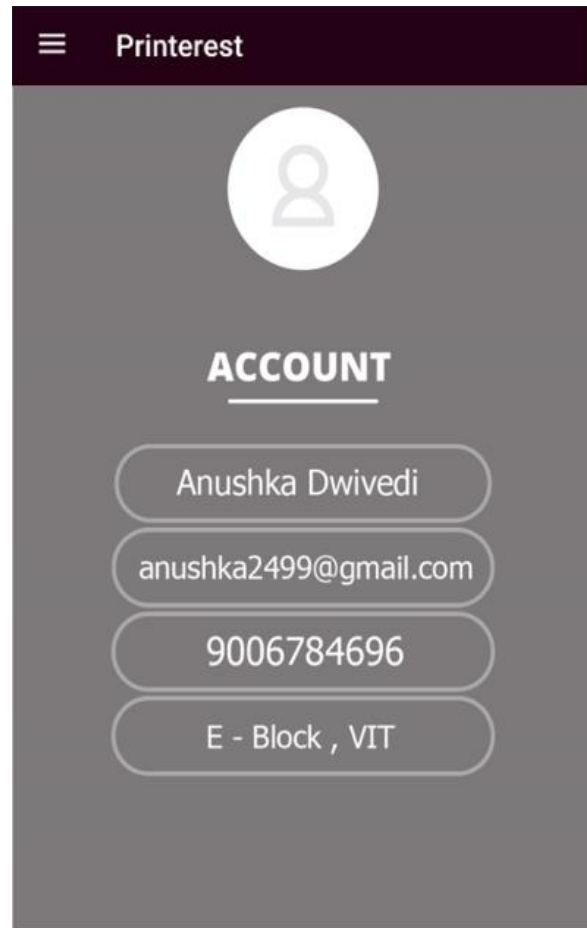 Printerest
ACCOUNT
Anushka Dwivedi
anushka2499@gmail.com
9006784696
E - Block , VIT